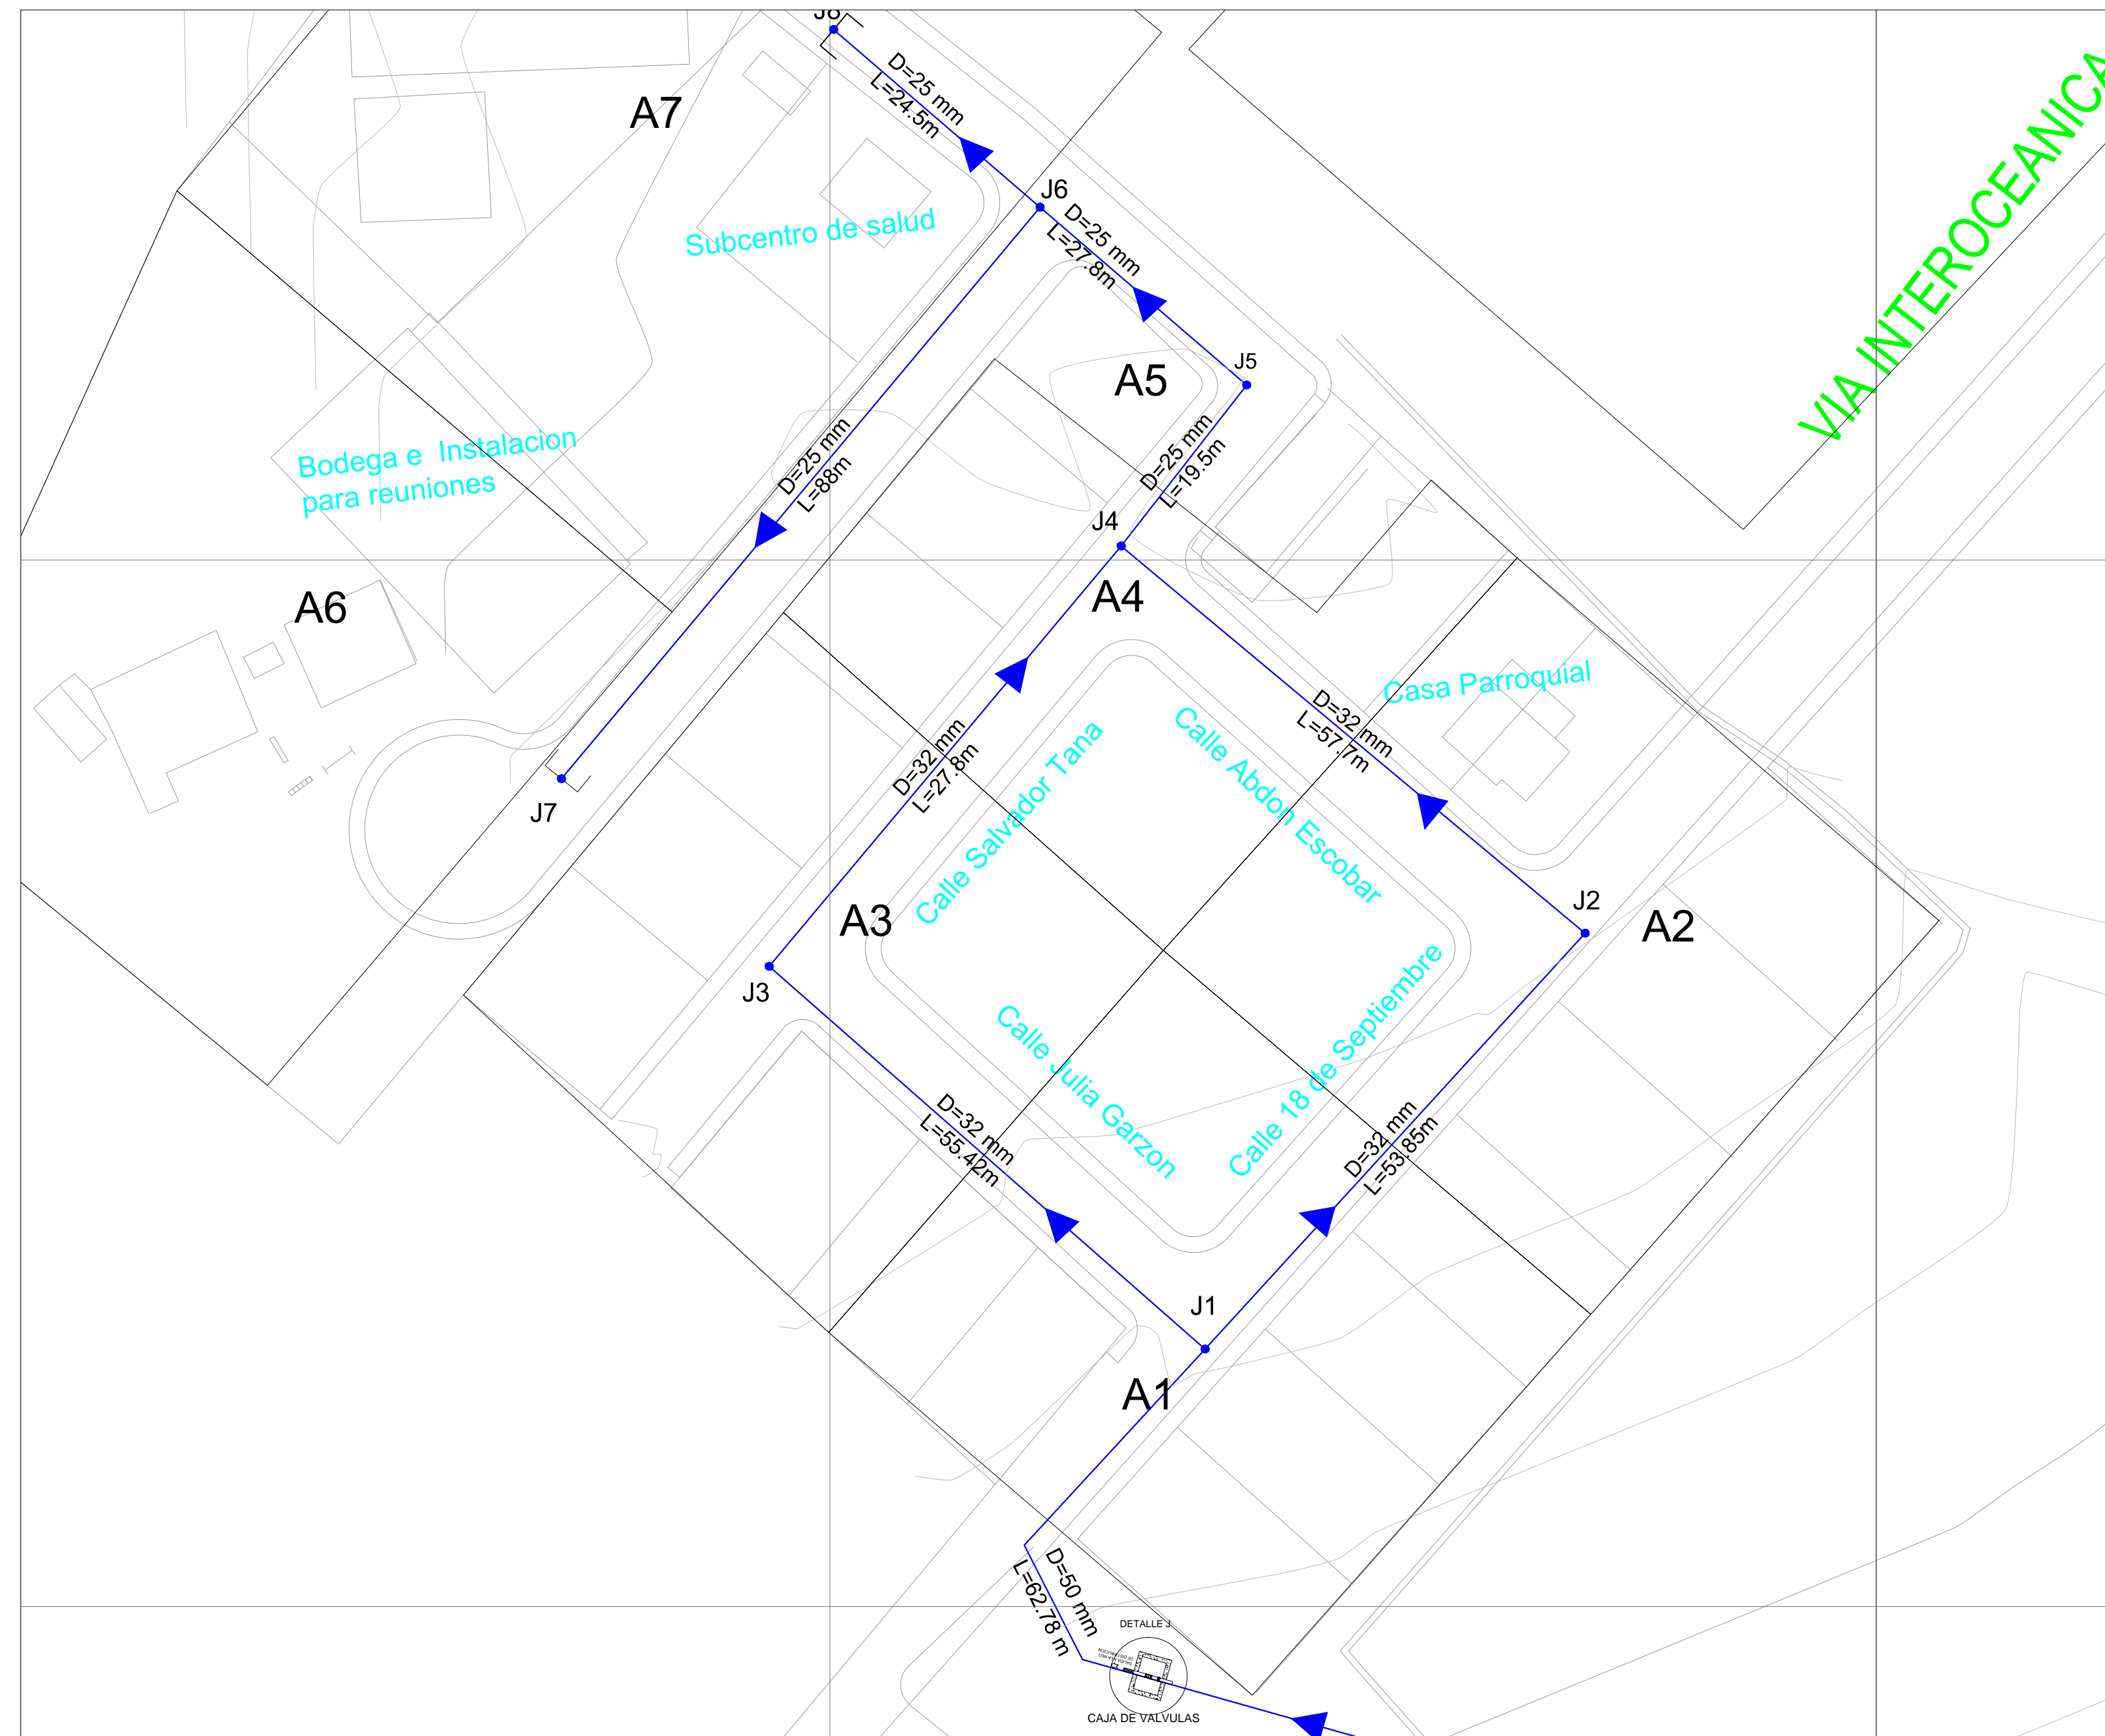 J8
D=25 mm
L=24.5m
A7
J6
D=25 mm
L=27.8m
VIA INTEROCEANICA
Subcentro de salud
A5
J5
Bodega e Instalacion
para reuniones
D=25 mm
L=88m
D=25 mm
L=19.5m
J4
A6
A4
Casa Parroquial
D=32 mm
L=57.7m
Calle Abdon Escobar
Calle Salvador Tana
D=32 mm
L=27.8m
J7
J2
A3
A2
J3
Calle Julia Garzon
Calle 18 de Septiembre
D=32 mm
L=55.42m
D=32 mm
L=53.85m
J1
A1
D=50 mm
L=62.78 m
DETALLE J
CAJA DE VALVULAS